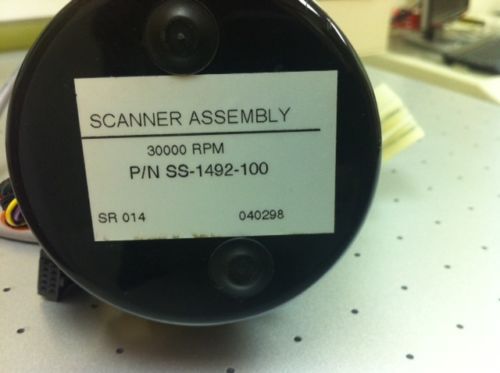 SCANNER ASSEMBLY
30000 RPM
P/N SS-1492-100
SR 014 040298